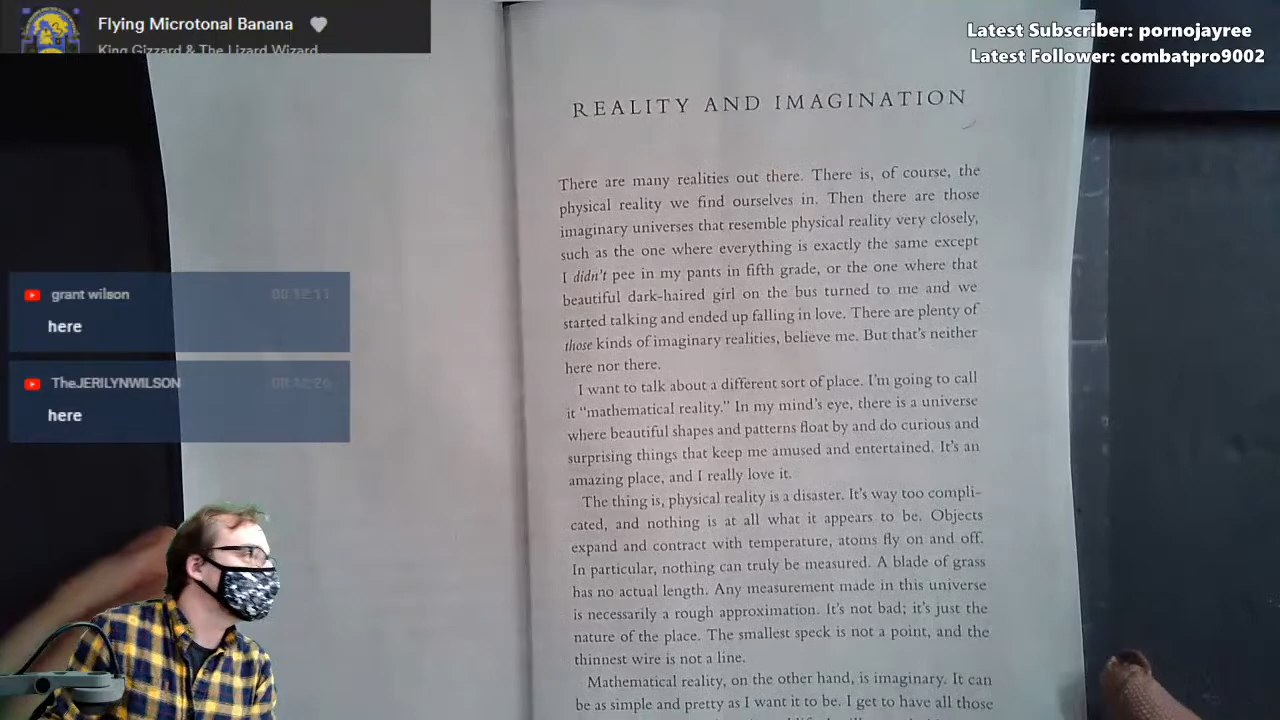 Flying Microtonal Banana
King Gizzard & The Lizard Wizard
Latest Subscriber: pornojayree
Latest Follower: combatpro9002
grant wilson 00:12:11
here
TheJERILYNWILSON 00:12:26
here
REALITY AND IMAGINATION
There are many realities out there. There is, of course, the
physical reality we find ourselves in. Then there are those
imaginary universes that resemble physical reality very closely,
such as the one where everything is exactly the same except
I didn't pee in my pants in fifth grade, or the one where that
beautiful dark-haired girl on the bus turned to me and we
started talking and ended up falling in love. There are plenty of
those kinds of imaginary realities, believe me. But that's neither
here nor there.
I want to talk about a different sort of place. I'm going to call
it “mathematical reality.” In my mind's eye, there is a universe
where beautiful shapes and patterns float by and do curious and
surprising things that keep me amused and entertained. It's an
amazing place, and I really love it.
The thing is, physical reality is a disaster. It's way too compli-
cated, and nothing is at all what it appears to be. Objects
expand and contract with temperature, atoms fly on and off.
In particular, nothing can truly be measured. A blade of grass
has no actual length. Any measurement made in this universe
is necessarily a rough approximation. It's not bad; it's just the
nature of the place. The smallest speck is not a point, and the
thinnest wire is not a line.
Mathematical reality, on the other hand, is imaginary. It can
be as simple and pretty as I want it to be. I get to have all those